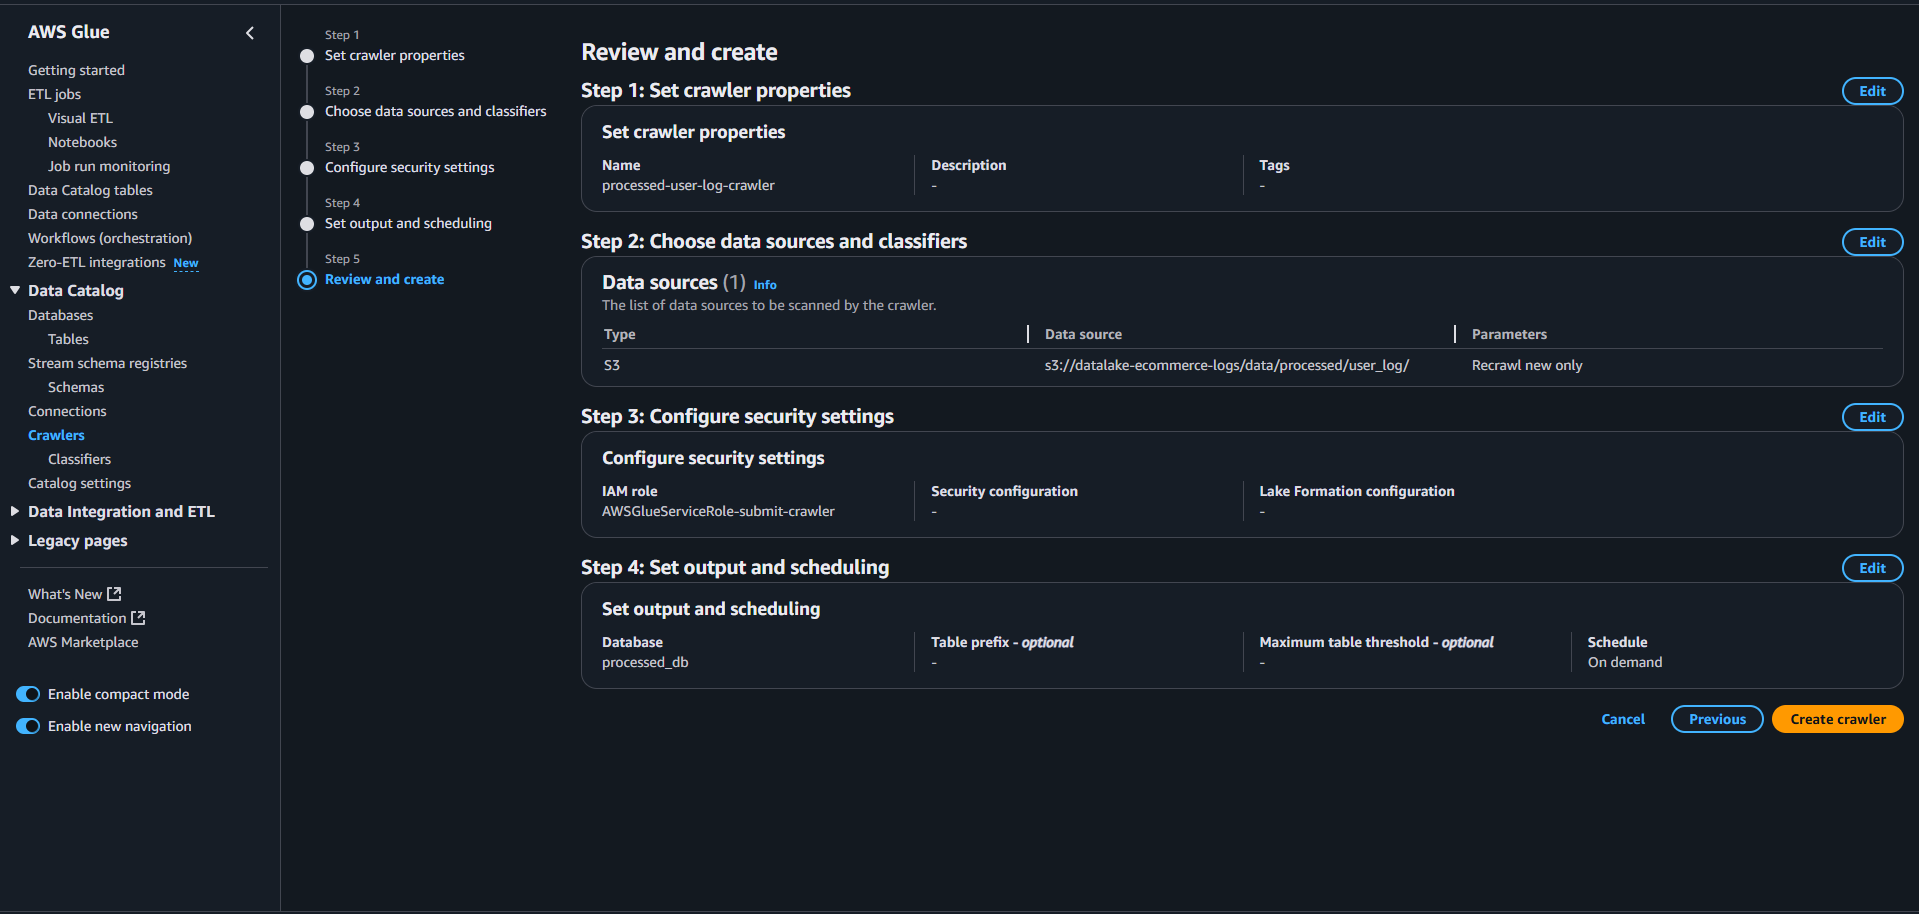 AWS Glue
Getting started
ETL jobs
Visual ETL
Notebooks
Job run monitoring
Data Catalog tables
Data connections
Workflows (orchestration)
Zero-ETL integrations New
Data Catalog
Databases
Tables
Stream schema registries
Schemas
Connections
Crawlers
Classifiers
Catalog settings
Data Integration and ETL
Legacy pages
What's New
Documentation
AWS Marketplace
Enable compact mode
Enable new navigation
Step 1
Set crawler properties
Step 2
Choose data sources and classifiers
Step 3
Configure security settings
Step 4
Set output and scheduling
Step 5
Review and create
Review and create
Step 1: Set crawler properties Edit
Set crawler properties
Name Description Tags
processed-user-log-crawler - -
Step 2: Choose data sources and classifiers Edit
Data sources (1) Info
The list of data sources to be scanned by the crawler.
Type Data source Parameters
S3 s3://datalake-ecommerce-logs/data/processed/user_log/ Recrawl new only
Step 3: Configure security settings Edit
Configure security settings
IAM role Security configuration Lake Formation configuration
AWSGlueServiceRole-submit-crawler - -
Step 4: Set output and scheduling Edit
Set output and scheduling
Database Table prefix - optional Maximum table threshold - optional Schedule
processed_db - - On demand
Cancel Previous Create crawler